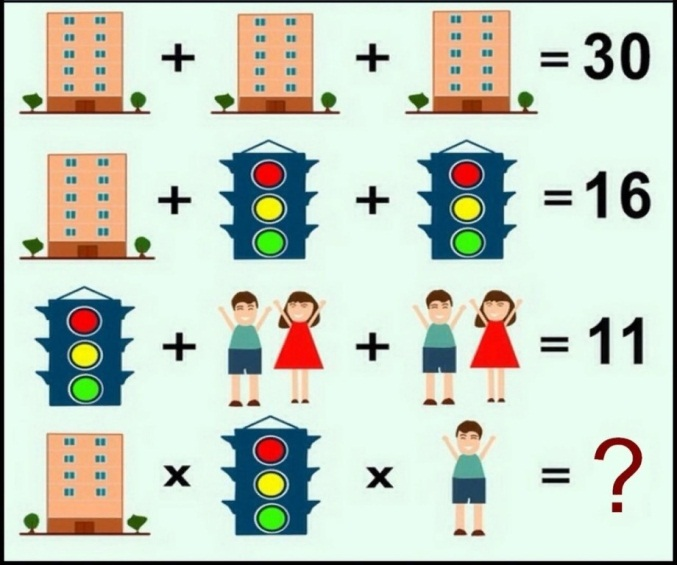 + + = 30
+ + = 16
+ + = 11
x x = ?